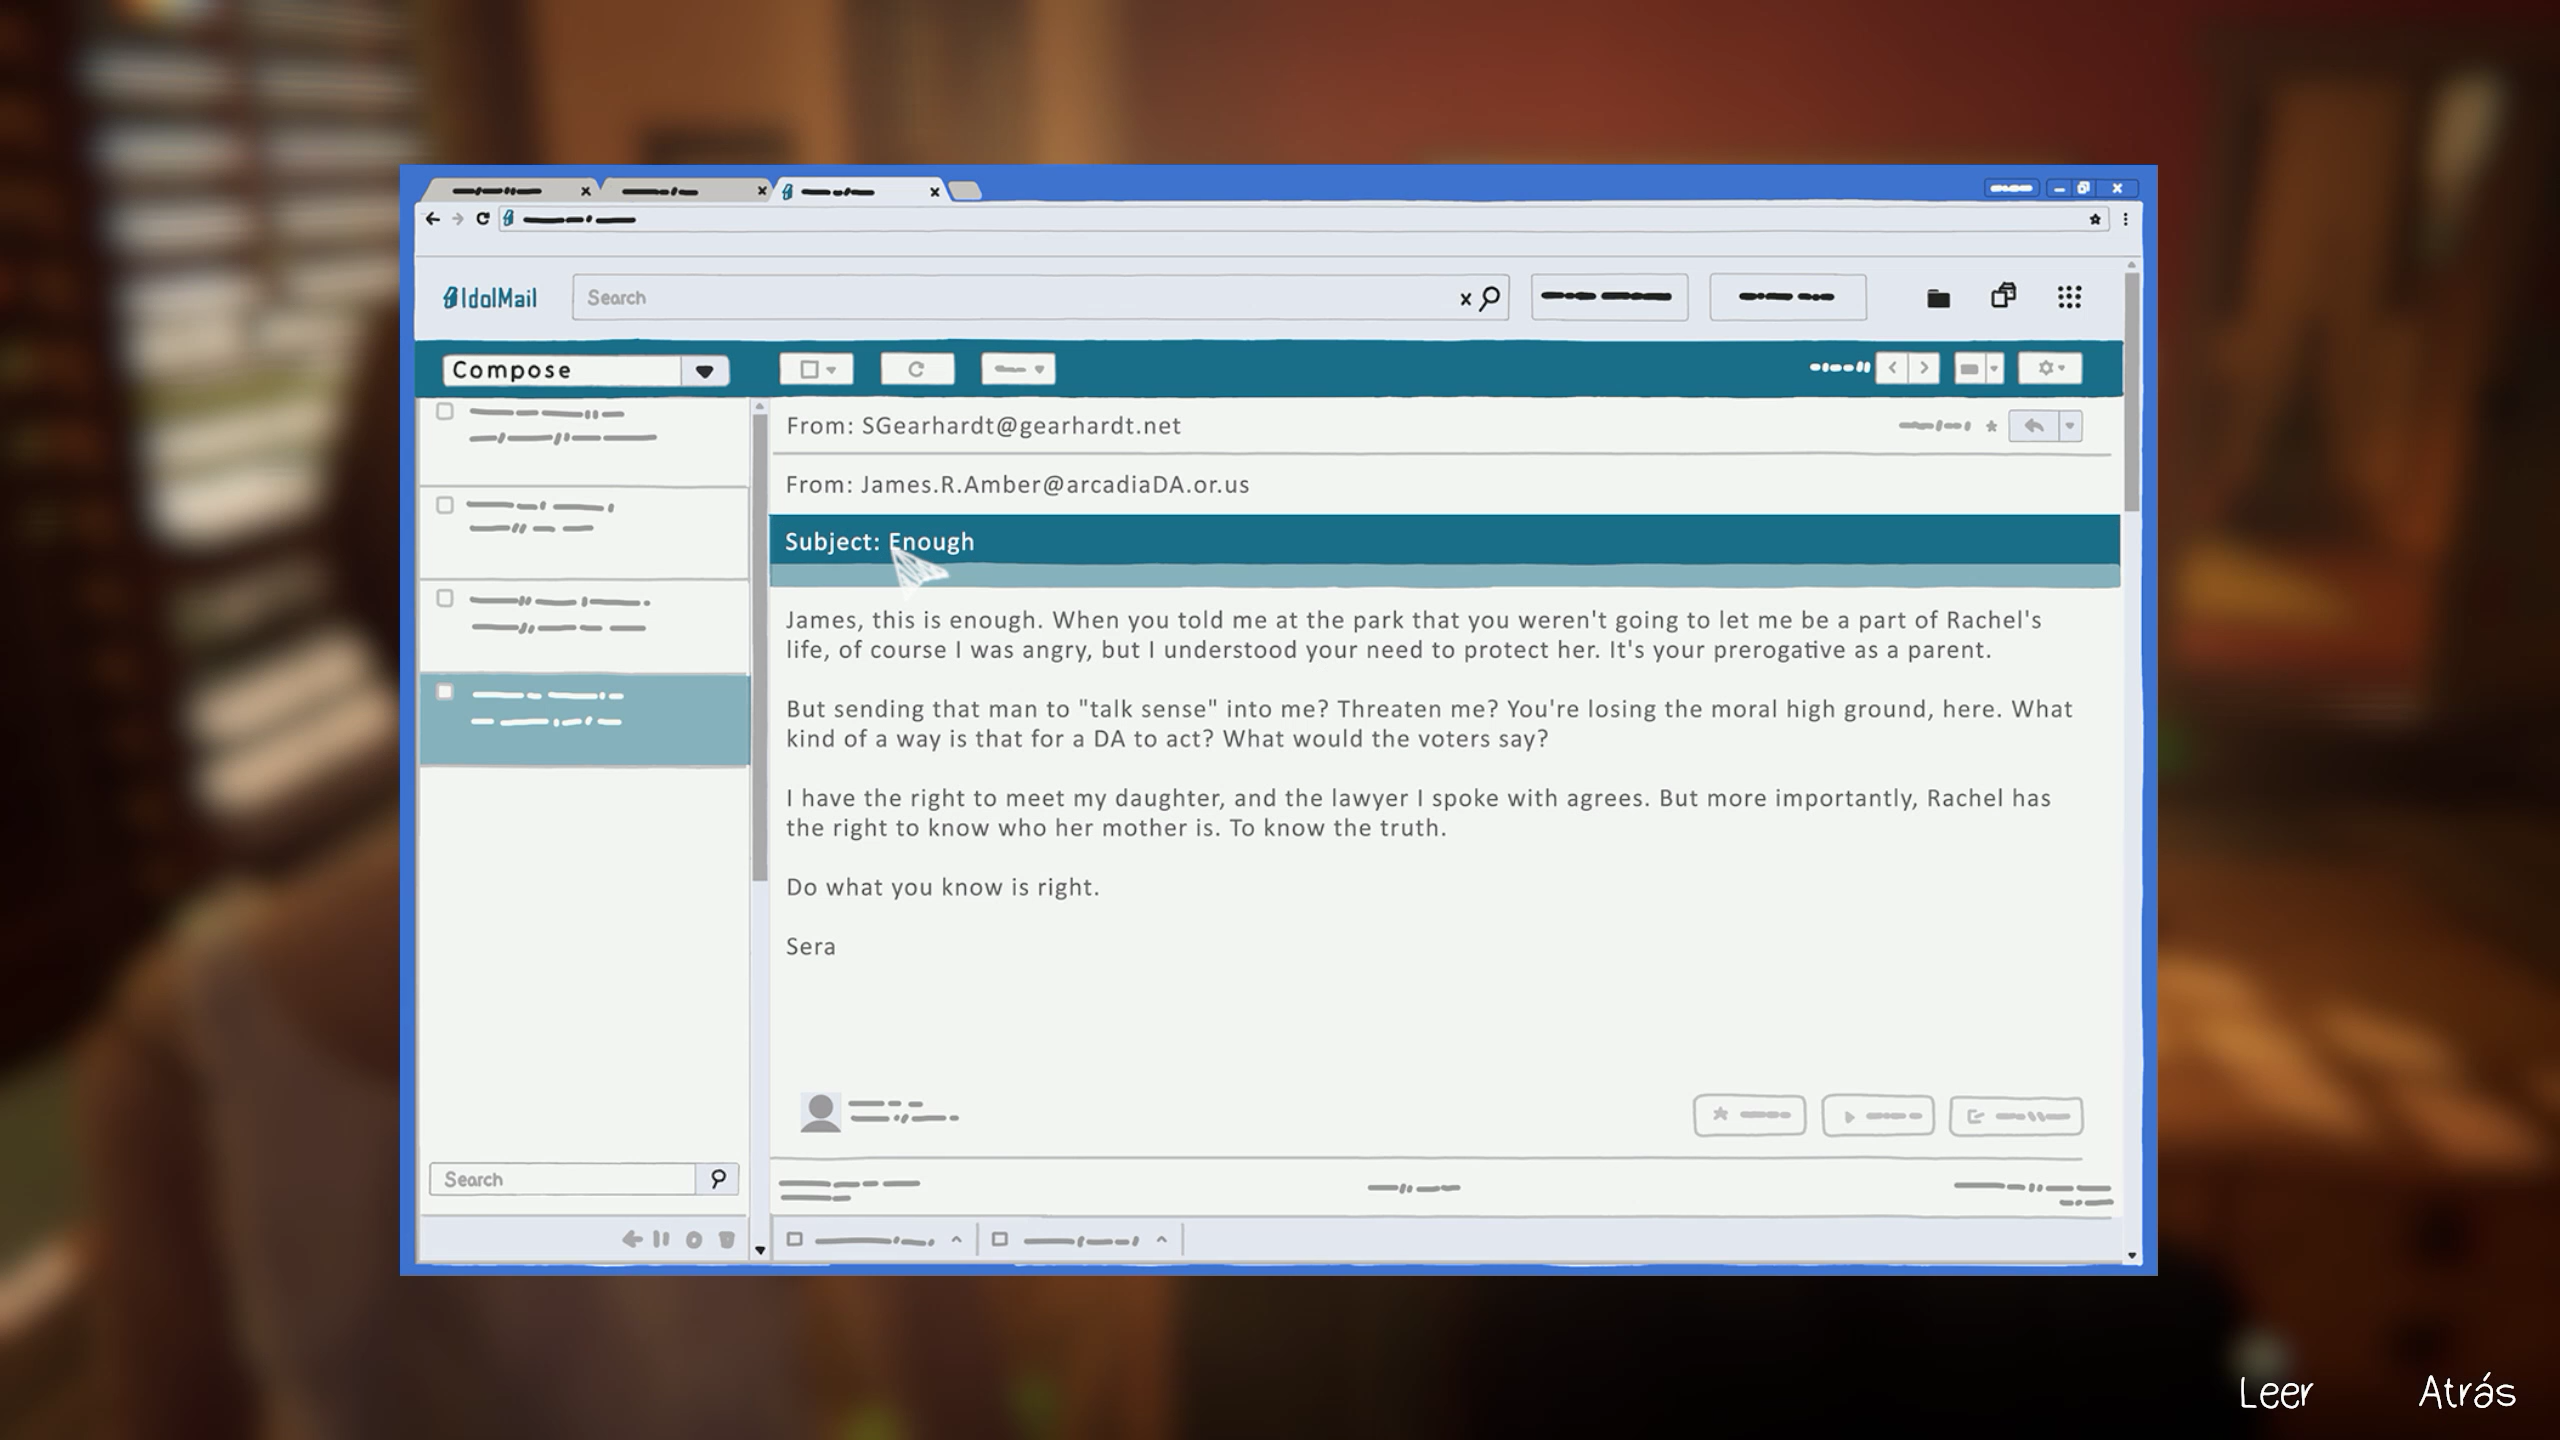 IdolMail
Search
Compose
From: SGearhardt@gearhardt.net
From: James.R.Amber@arcadiaDA.or.us
Subject: Enough
James, this is enough. When you told me at the park that you weren't going to let me be a part of Rachel's
life, of course I was angry, but I understood your need to protect her. It's your prerogative as a parent.
But sending that man to "talk sense" into me? Threaten me? You're losing the moral high ground, here. What
kind of a way is that for a DA to act? What would the voters say?
I have the right to meet my daughter, and the lawyer I spoke with agrees. But more importantly, Rachel has
the right to know who her mother is. To know the truth.
Do what you know is right.
Sera
Search
Leer
Atrás